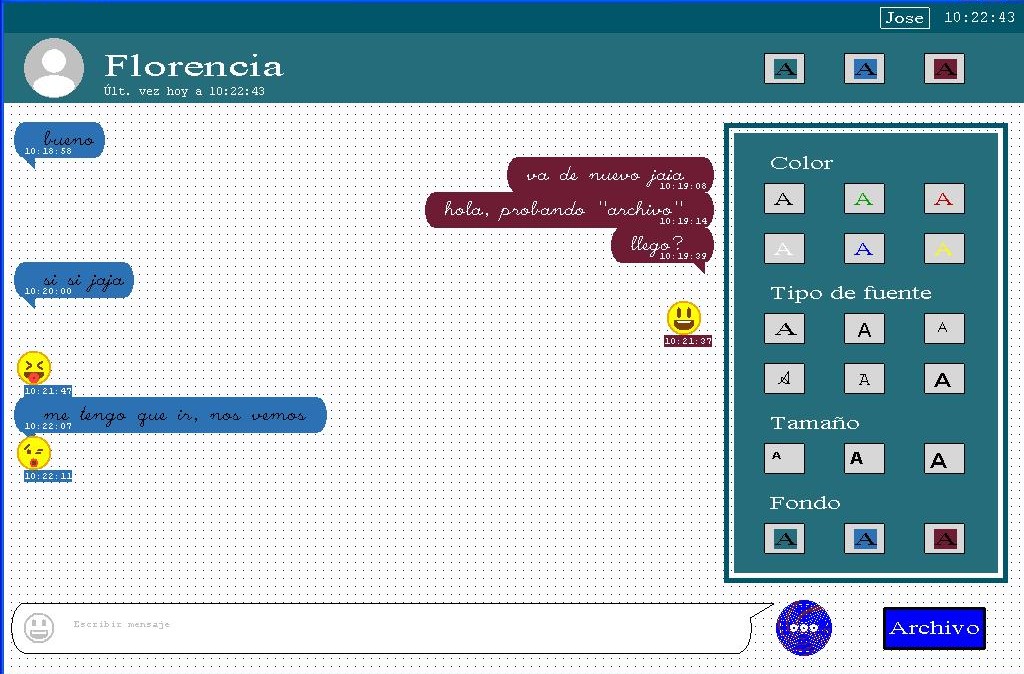 Jose 10:22:43
Florencia
Últ. vez hoy a 10:22:43
A A A
bueno
10:18:58
va de nuevo jaja
10:19:08
hola, probando "archivo"
10:19:14
llego?
10:19:39
si si jaja
10:20:00
10:21:37
10:21:47
me tengo que ir, nos vemos
10:22:07
10:22:11
Color
A A A
A A A
Tipo de fuente
A A A
A A A
Tamaño
A A A
Fondo
A A A
Escribir mensaje
Archivo